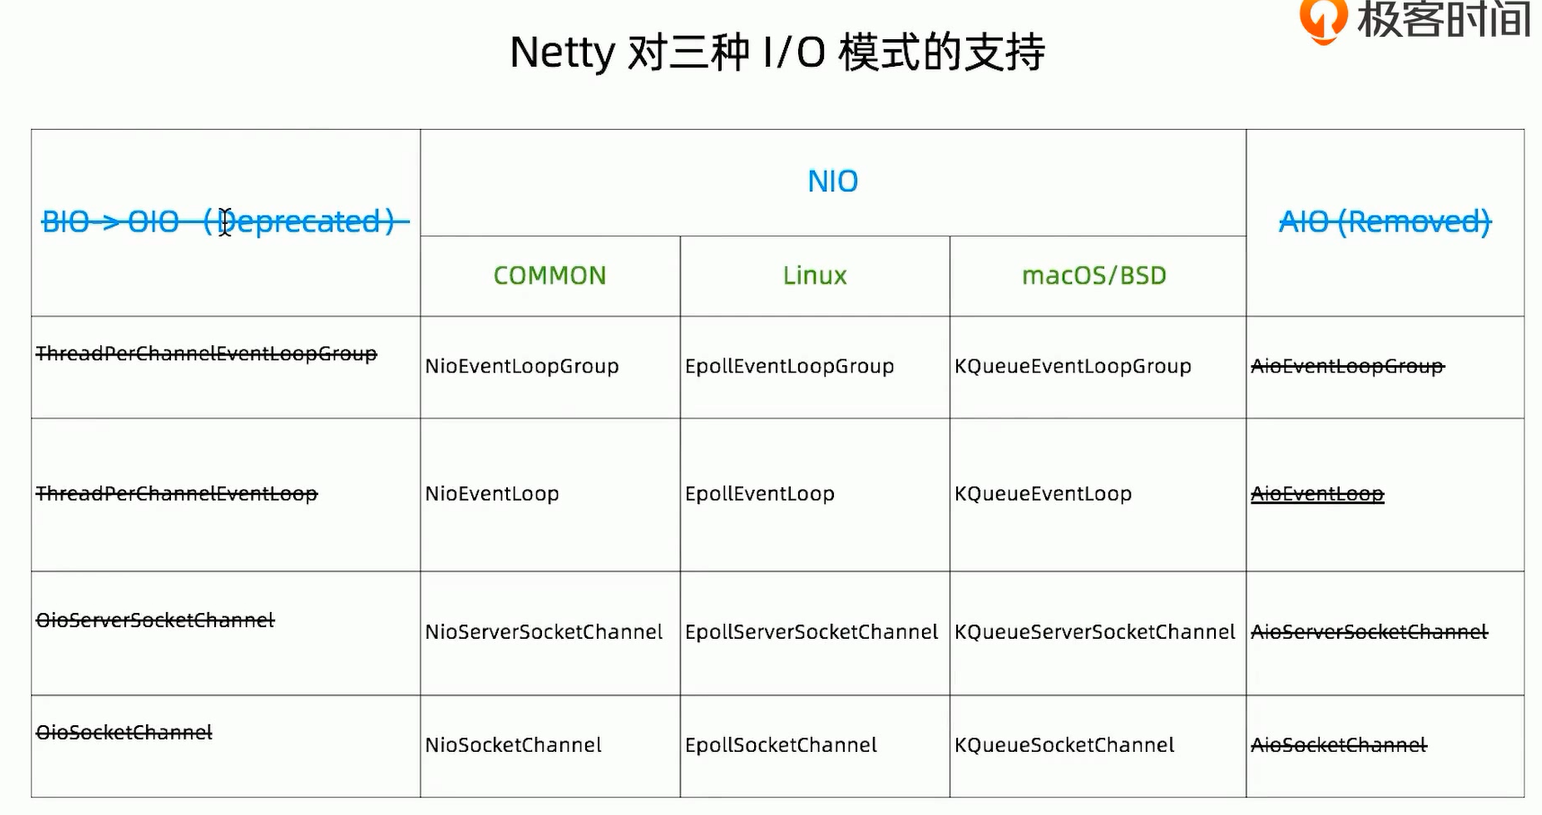 极客时间
Netty 对三种 I/O 模式的支持
BIO -> OIO （Deprecated）
NIO
AIO (Removed)
COMMON
Linux
macOS/BSD
ThreadPerChannelEventLoopGroup
NioEventLoopGroup
EpollEventLoopGroup
KQueueEventLoopGroup
AioEventLoopGroup
ThreadPerChannelEventLoop
NioEventLoop
EpollEventLoop
KQueueEventLoop
AioEventLoop
OioServerSocketChannel
NioServerSocketChannel
EpollServerSocketChannel
KQueueServerSocketChannel
AioServerSocketChannel
OioSocketChannel
NioSocketChannel
EpollSocketChannel
KQueueSocketChannel
AioSocketChannel